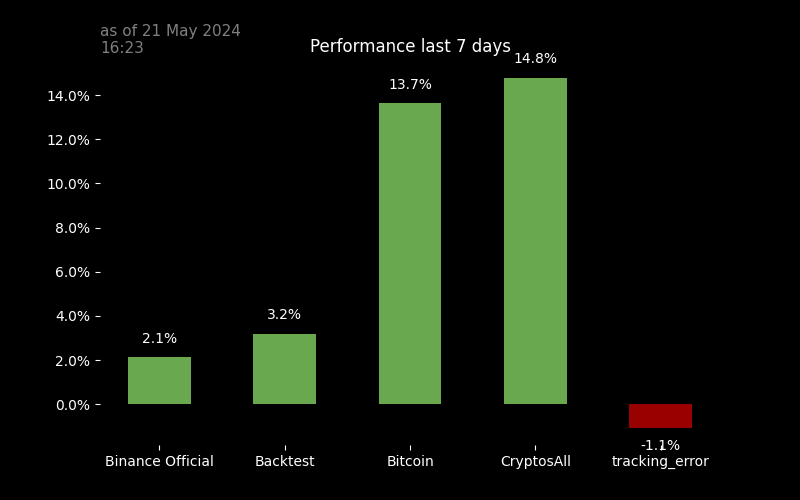 as of 21 May 2024
16:23
Performance last 7 days
14.8%
13.7%
14.0%
12.0%
10.0%
8.0%
6.0%
4.0%
3.2%
2.1%
2.0%
0.0%
-1.1%
Binance Official
Backtest
Bitcoin
CryptosAll
tracking_error